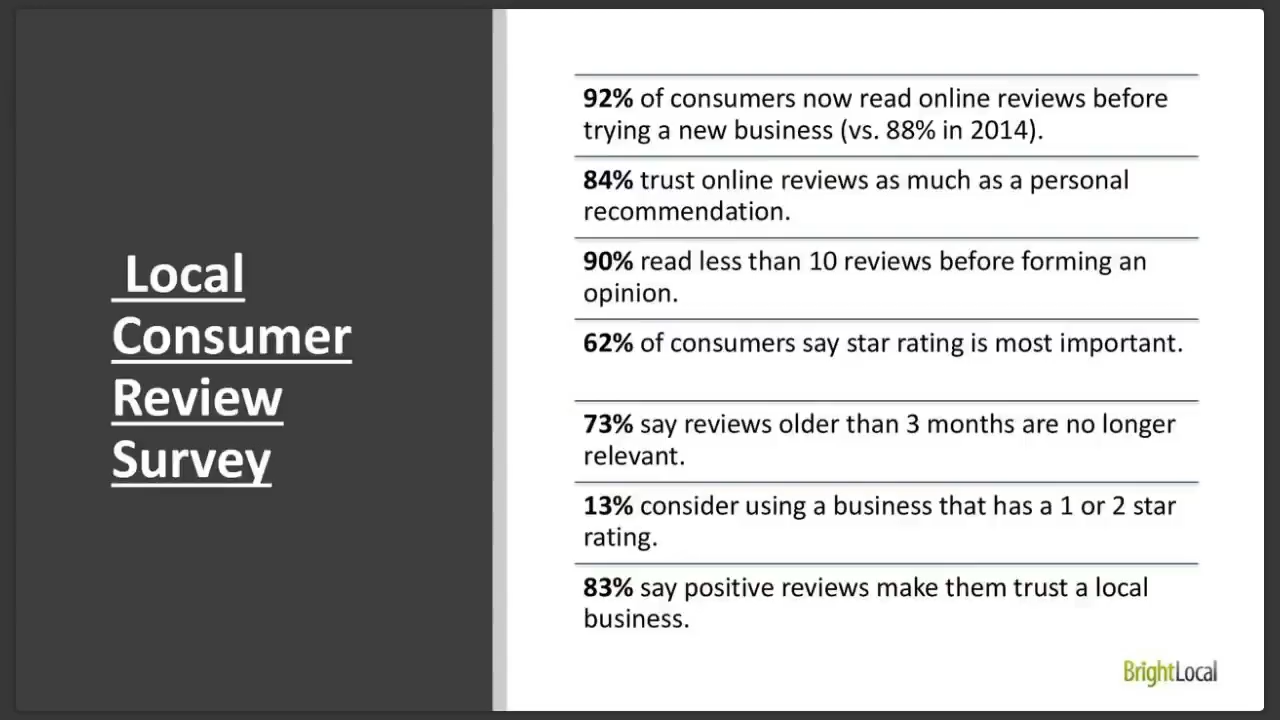 Local
Consumer
Review
Survey
92% of consumers now read online reviews before
trying a new business (vs. 88% in 2014).
84% trust online reviews as much as a personal
recommendation.
90% read less than 10 reviews before forming an
opinion.
62% of consumers say star rating is most important.
73% say reviews older than 3 months are no longer
relevant.
13% consider using a business that has a 1 or 2 star
rating.
83% say positive reviews make them trust a local
business.
BrightLocal